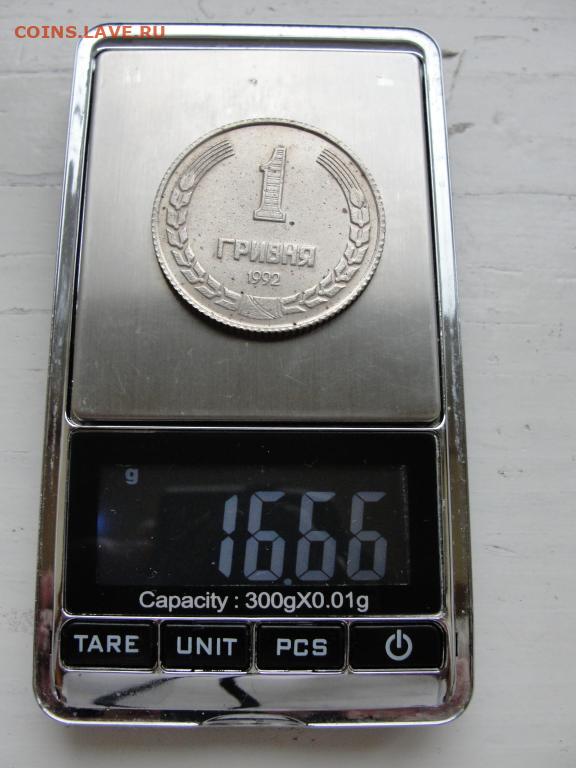 COINS.LAVE.RU
1
ГРИВНЯ
1992
g
16.66
Capacity : 300gX0.01g
TARE UNIT PCS